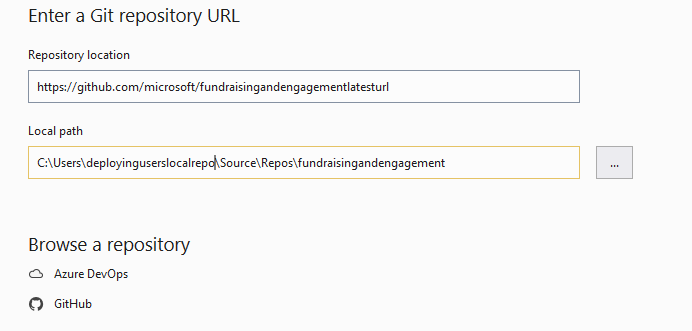 Enter a Git repository URL
Repository location
https://github.com/microsoft/fundraisingandengagementlatesturl
Local path
C:\Users\deployinguserslocalrepo\Source\Repos\fundraisingandengagement
...
Browse a repository
Azure DevOps
GitHub